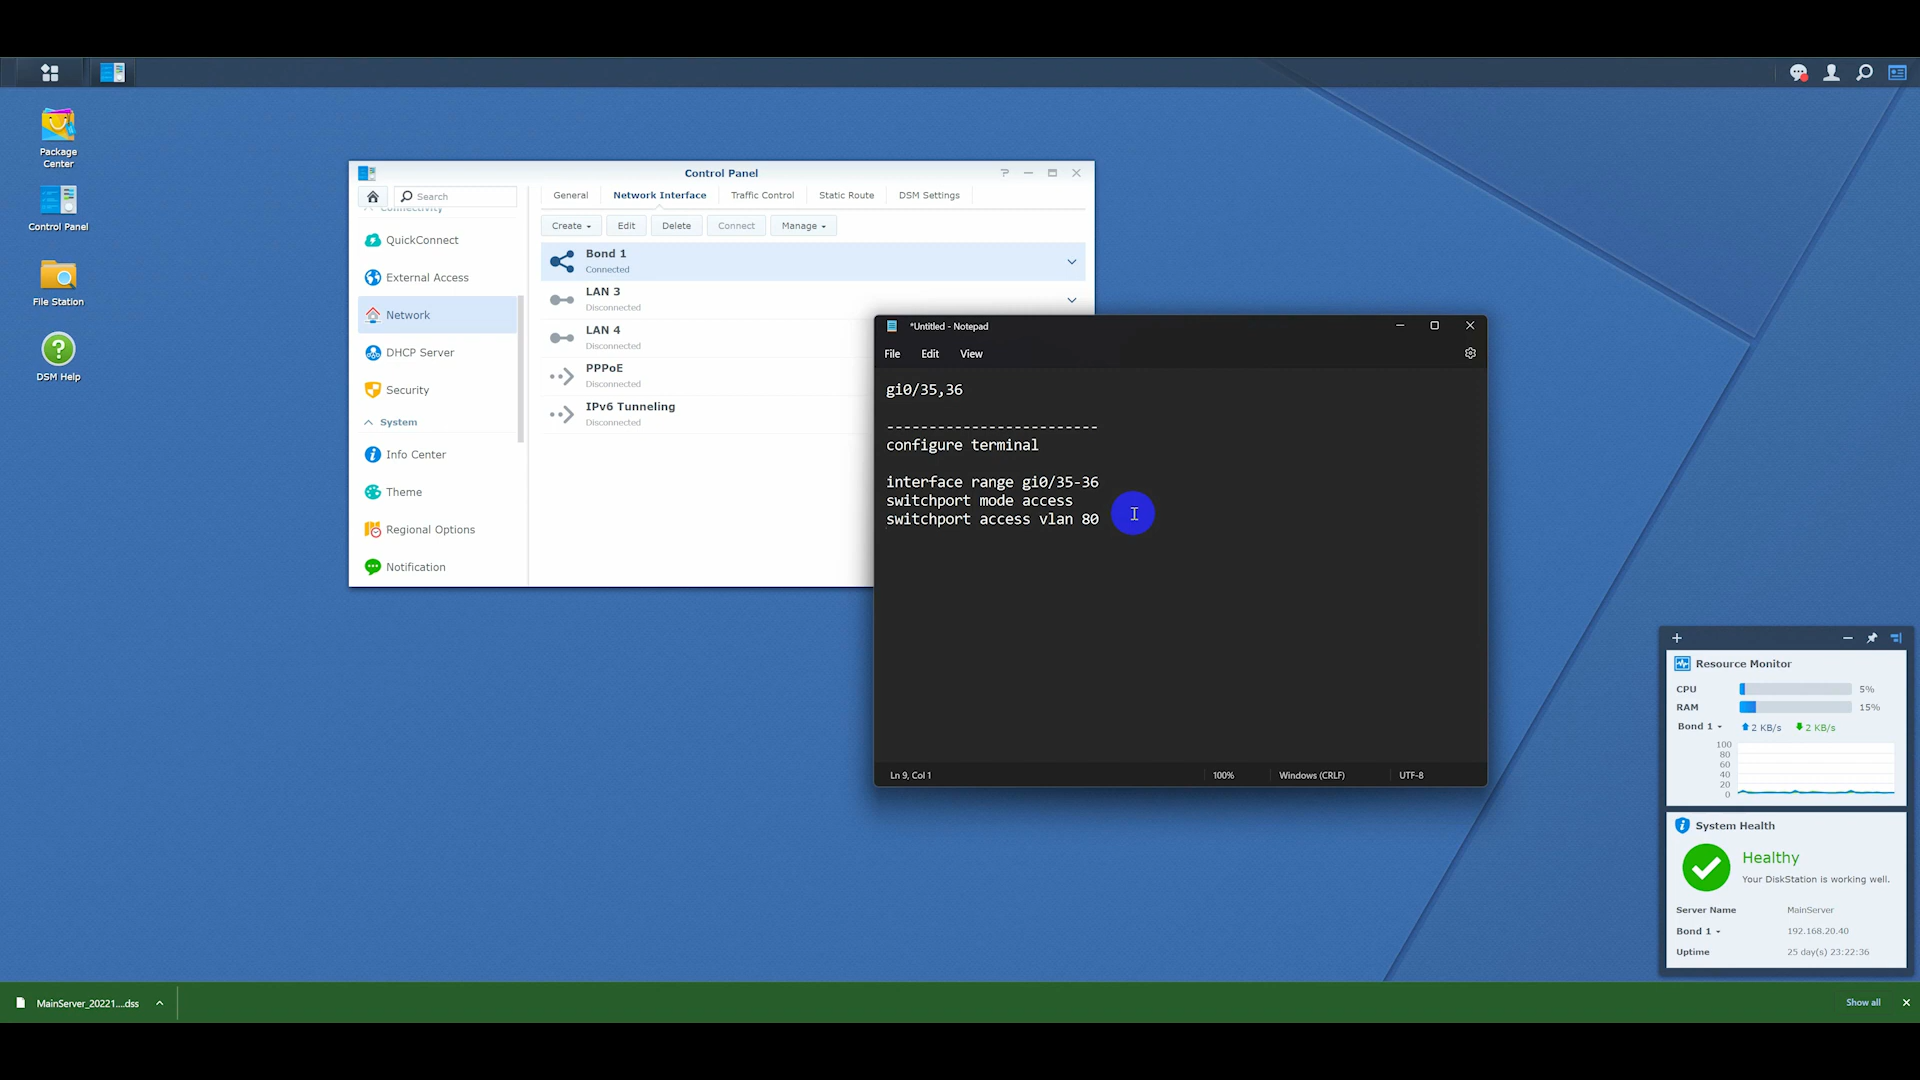 Package
Center
Control Panel
File Station
DSM Help
Control Panel
Search
Connectivity
QuickConnect
External Access
Network
DHCP Server
Security
System
Info Center
Theme
Regional Options
Notification
General
Network Interface
Traffic Control
Static Route
DSM Settings
Create
Edit
Delete
Connect
Manage
Bond 1
Connected
LAN 3
Disconnected
LAN 4
Disconnected
PPPoE
Disconnected
IPv6 Tunneling
Disconnected
*Untitled - Notepad
File Edit View
gi0/35,36
-------------------------
configure terminal
interface range gi0/35-36
switchport mode access
switchport access vlan 80
Ln 9, Col 1
100%
Windows (CRLF)
UTF-8
Resource Monitor
CPU 5%
RAM 15%
Bond 1 2 KB/s 2 KB/s
100
80
60
40
20
0
System Health
Healthy
Your DiskStation is working well.
Server Name MainServer
Bond 1 192.168.20.40
Uptime 25 day(s) 23:22:36
MainServer_20221....dss
Show all